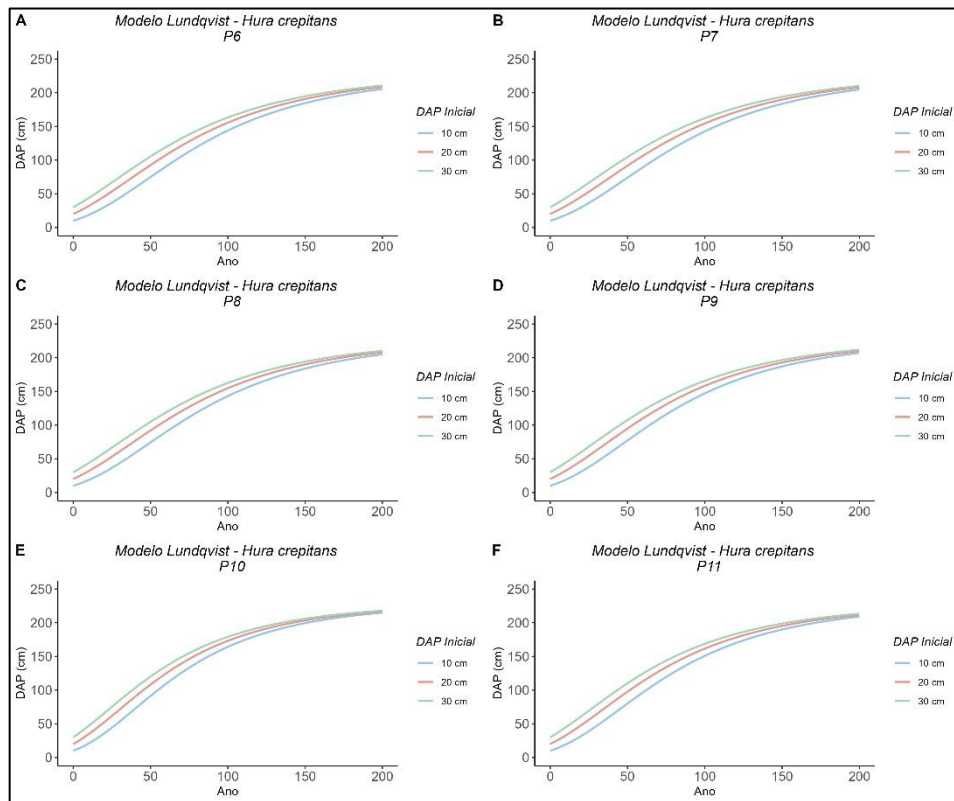 A
Modelo Lundqvist - Hura crepitans
P6
250
200
150
100
50
0
DAP (cm)
0 50 100 150 200
Ano
DAP Inicial
10 cm
20 cm
30 cm
B
Modelo Lundqvist - Hura crepitans
P7
250
200
150
100
50
0
DAP (cm)
0 50 100 150 200
Ano
DAP Inicial
10 cm
20 cm
30 cm
C
Modelo Lundqvist - Hura crepitans
P8
250
200
150
100
50
0
DAP (cm)
0 50 100 150 200
Ano
DAP Inicial
10 cm
20 cm
30 cm
D
Modelo Lundqvist - Hura crepitans
P9
250
200
150
100
50
0
DAP (cm)
0 50 100 150 200
Ano
DAP Inicial
10 cm
20 cm
30 cm
E
Modelo Lundqvist - Hura crepitans
P10
250
200
150
100
50
0
DAP (cm)
0 50 100 150 200
Ano
DAP Inicial
10 cm
20 cm
30 cm
F
Modelo Lundqvist - Hura crepitans
P11
250
200
150
100
50
0
DAP (cm)
0 50 100 150 200
Ano
DAP Inicial
10 cm
20 cm
30 cm